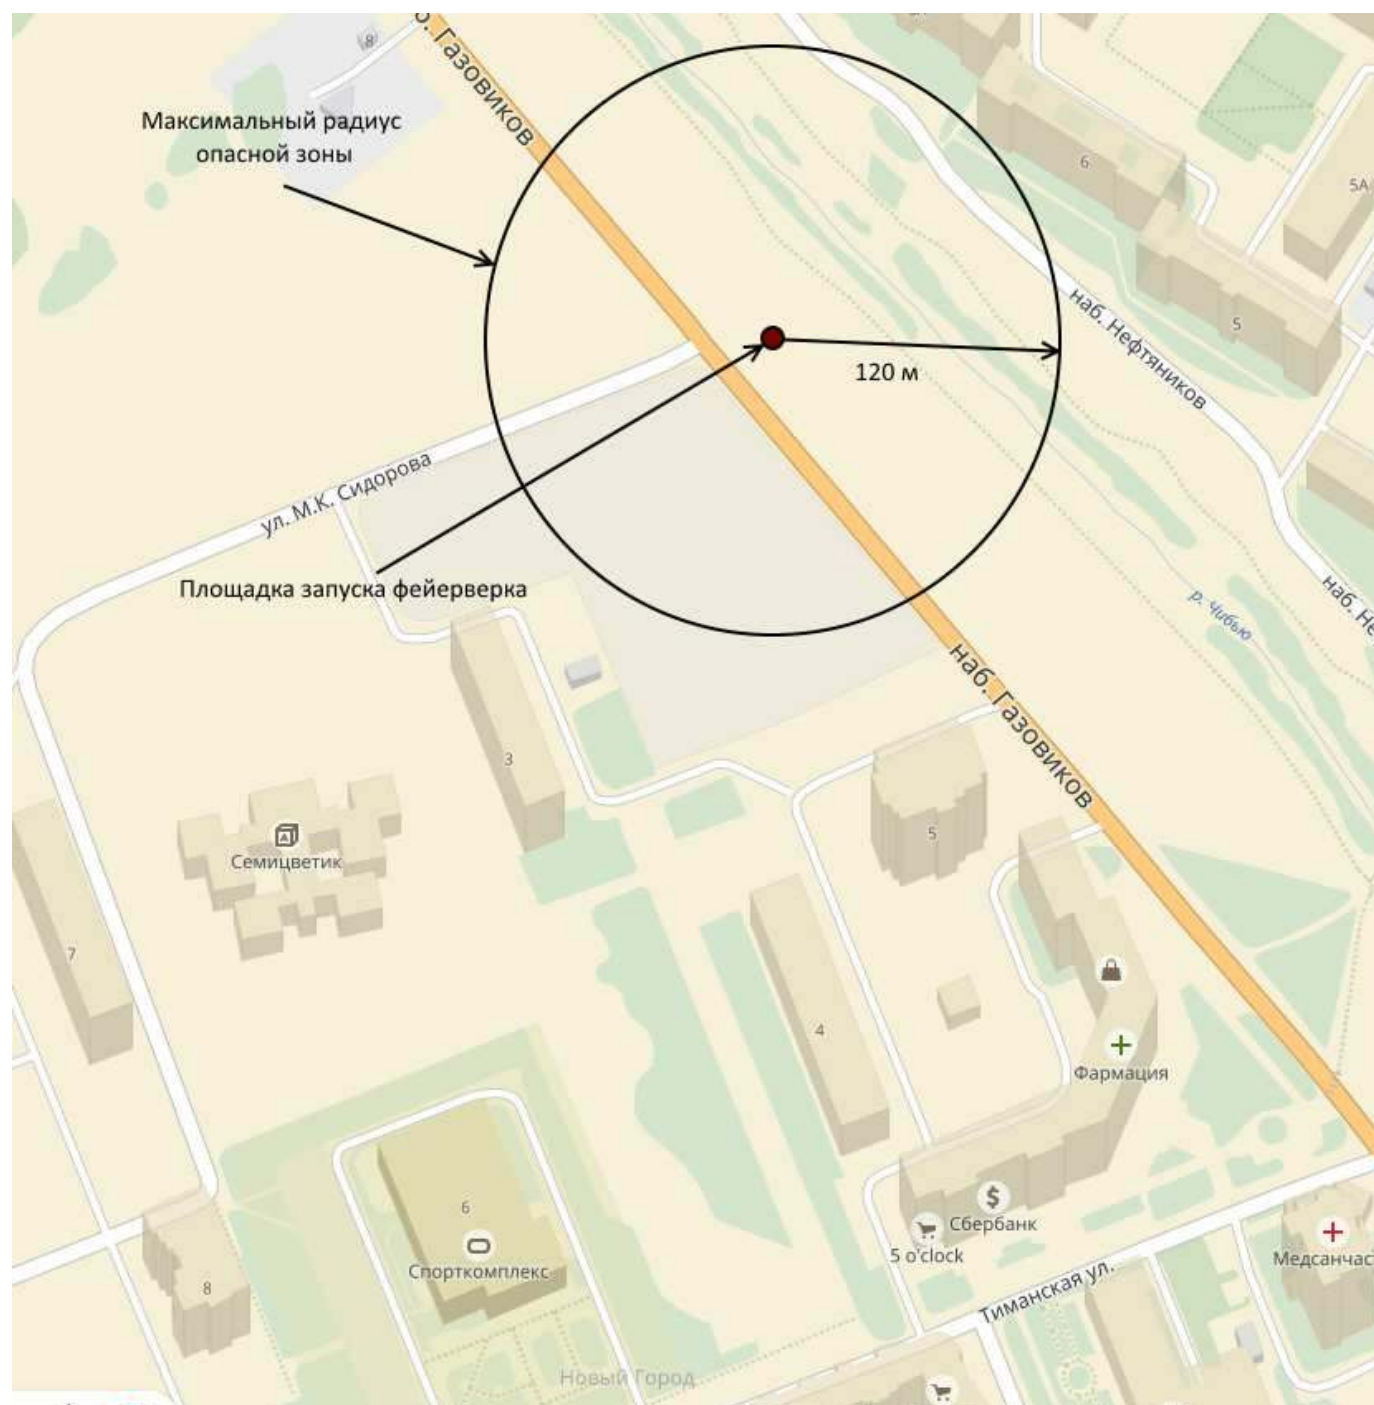 8
б. Газовиков
Максимальный радиус
опасной зоны
6
5А
5
наб. Нефтяников
120 м
ул. М.К. Сидорова
Площадка запуска фейерверка
р. Чибью
наб. Не
наб. Газовиков
3
5
Семицветик
7
4
Фармация
6
Спорткомплекс
8
Сбербанк
5 o'clock
Медсанчас
Тиманская ул.
Новый Город